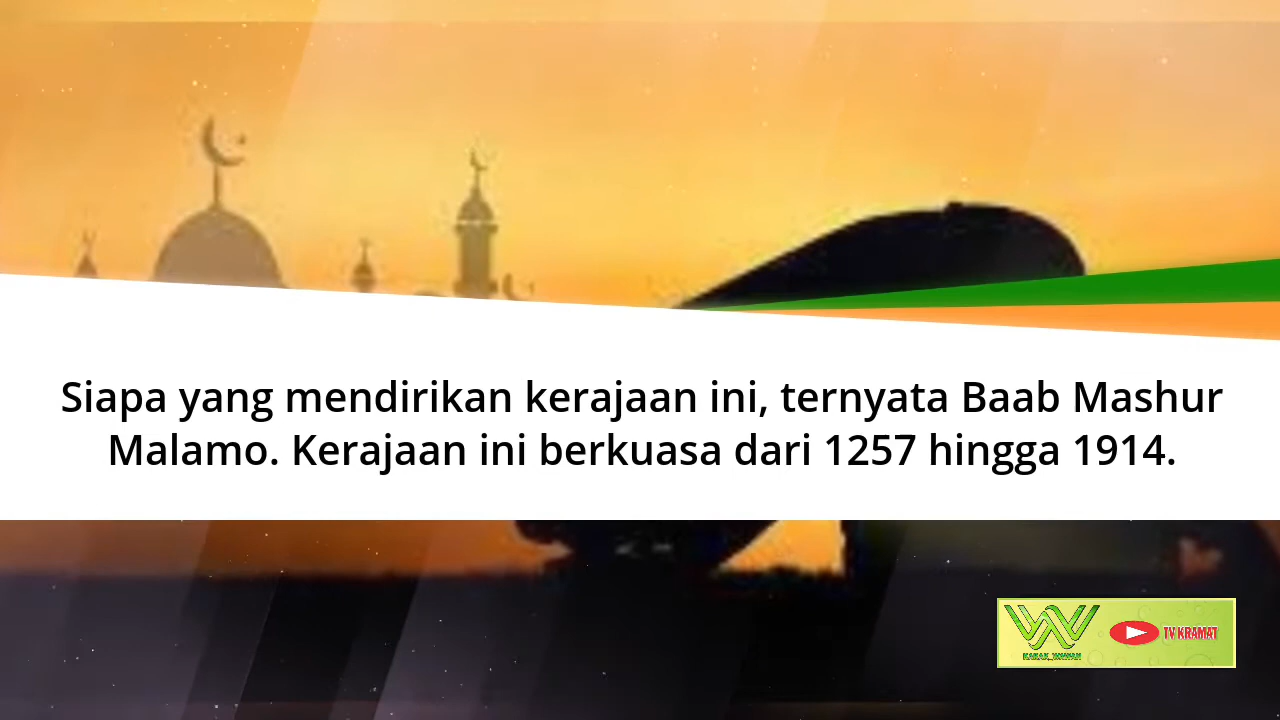 Siapa yang mendirikan kerajaan ini, ternyata Baab Mashur
Malamo. Kerajaan ini berkuasa dari 1257 hingga 1914.
TV KRAMAT